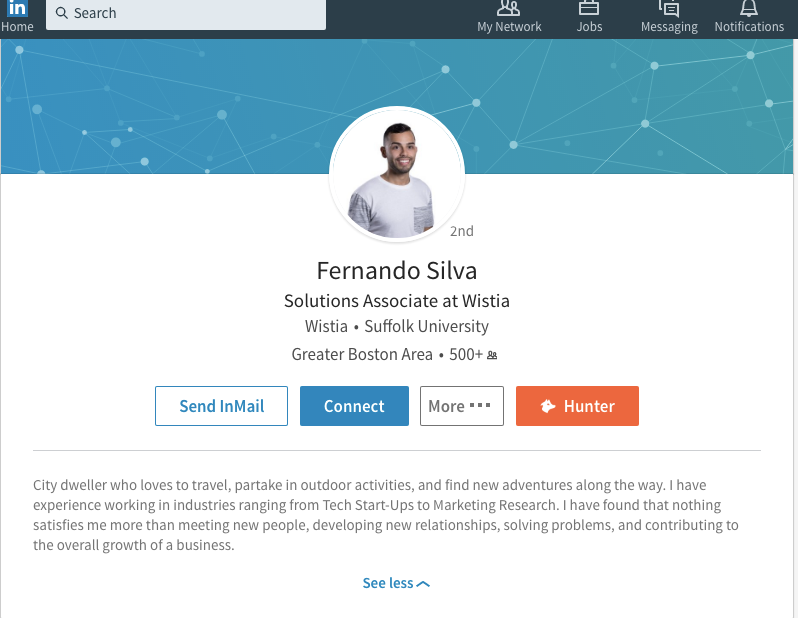 in
Search
Home
My Network
Jobs
Messaging
Notifications
2nd
Fernando Silva
Solutions Associate at Wistia
Wistia • Suffolk University
Greater Boston Area • 500+
Send InMail
Connect
More ▪▪▪
Hunter
City dweller who loves to travel, partake in outdoor activities, and find new adventures along the way. I have
experience working in industries ranging from Tech Start-Ups to Marketing Research. I have found that nothing
satisfies me more than meeting new people, developing new relationships, solving problems, and contributing to
the overall growth of a business.
See less